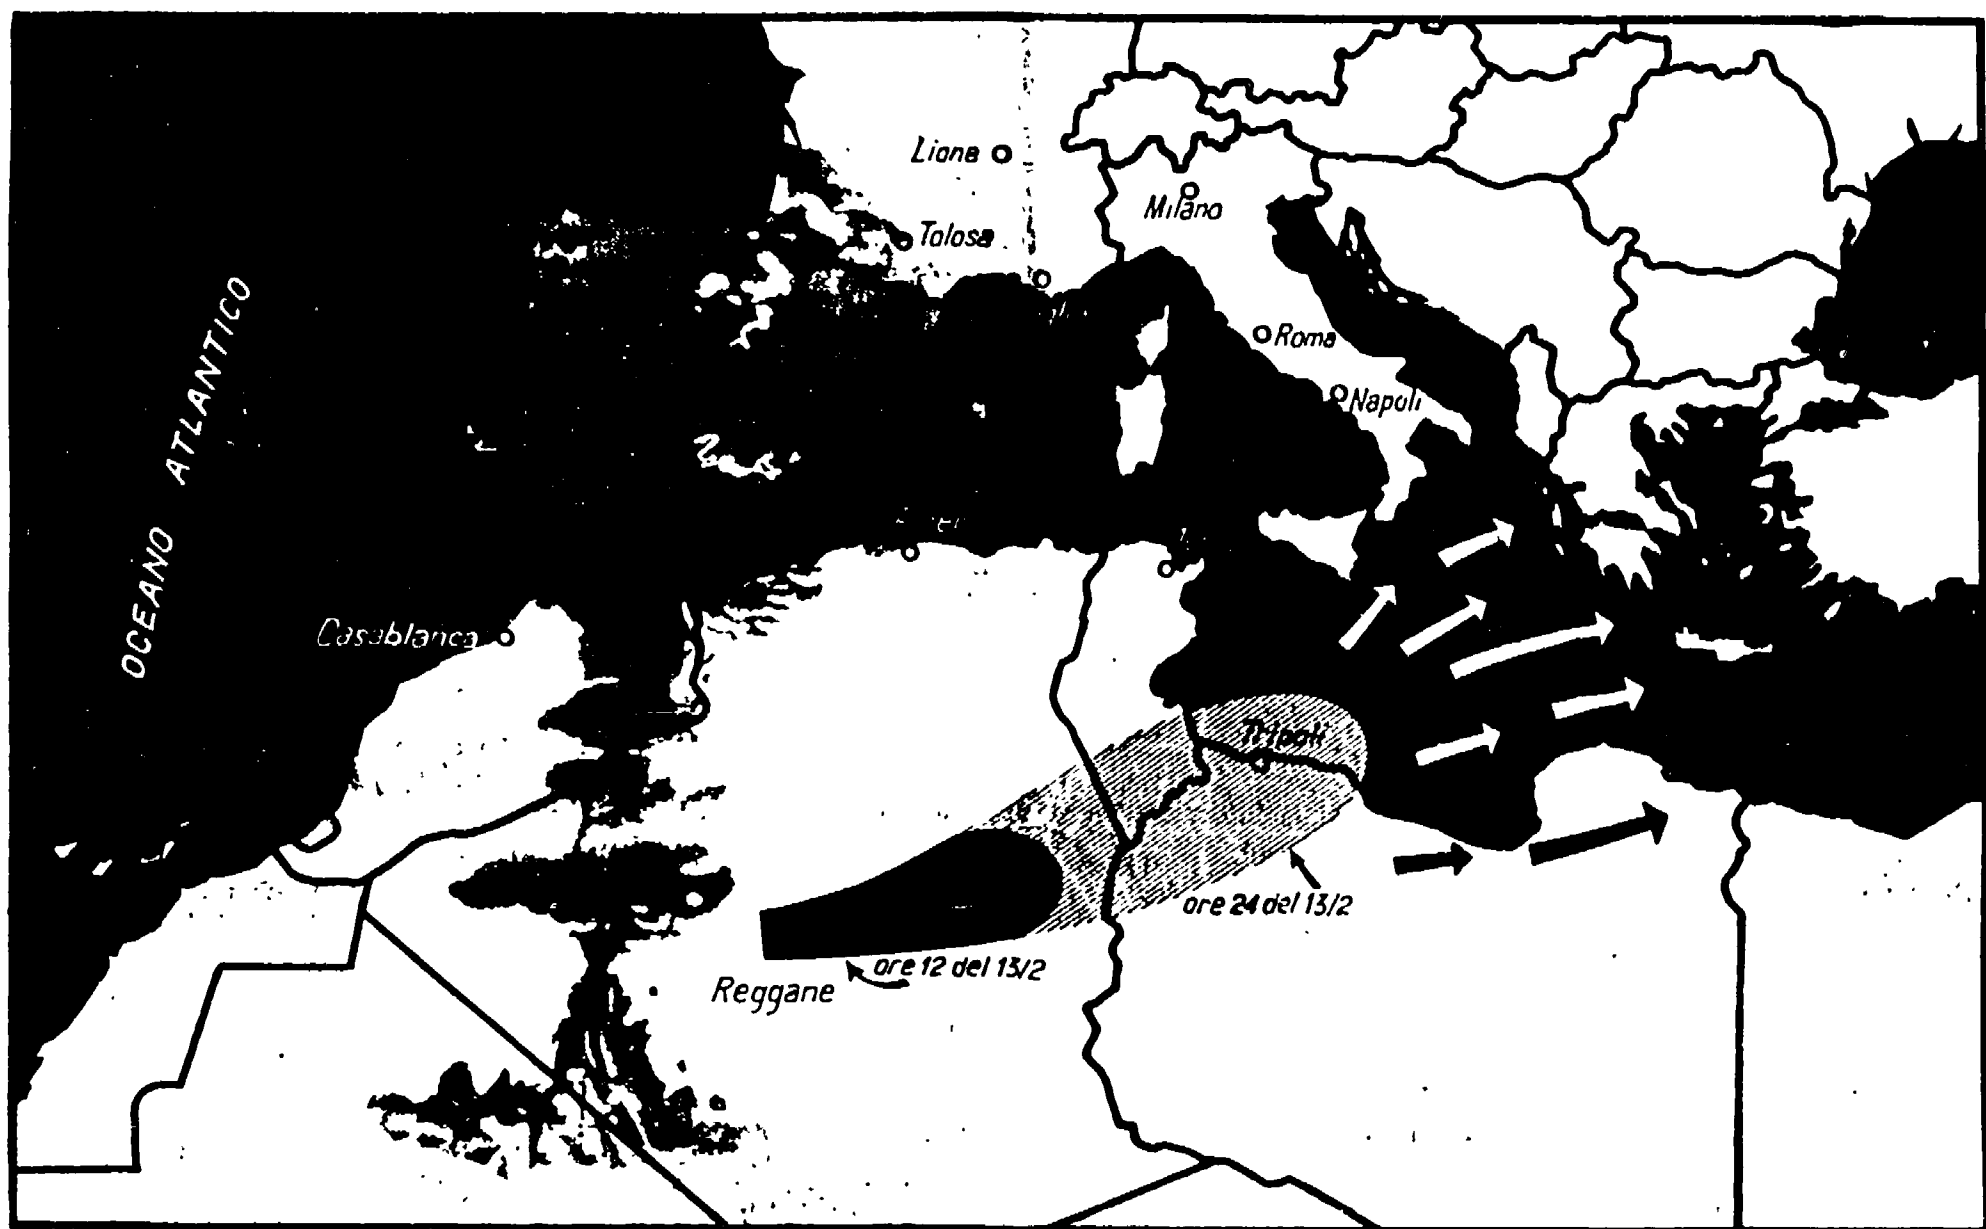 Lione
Milano
Tolosa
OCEANO ATLANTICO
Roma
Napoli
Casablanca
Tripoli
ore 24 del 13/2
ore 12 del 13/2
Reggane